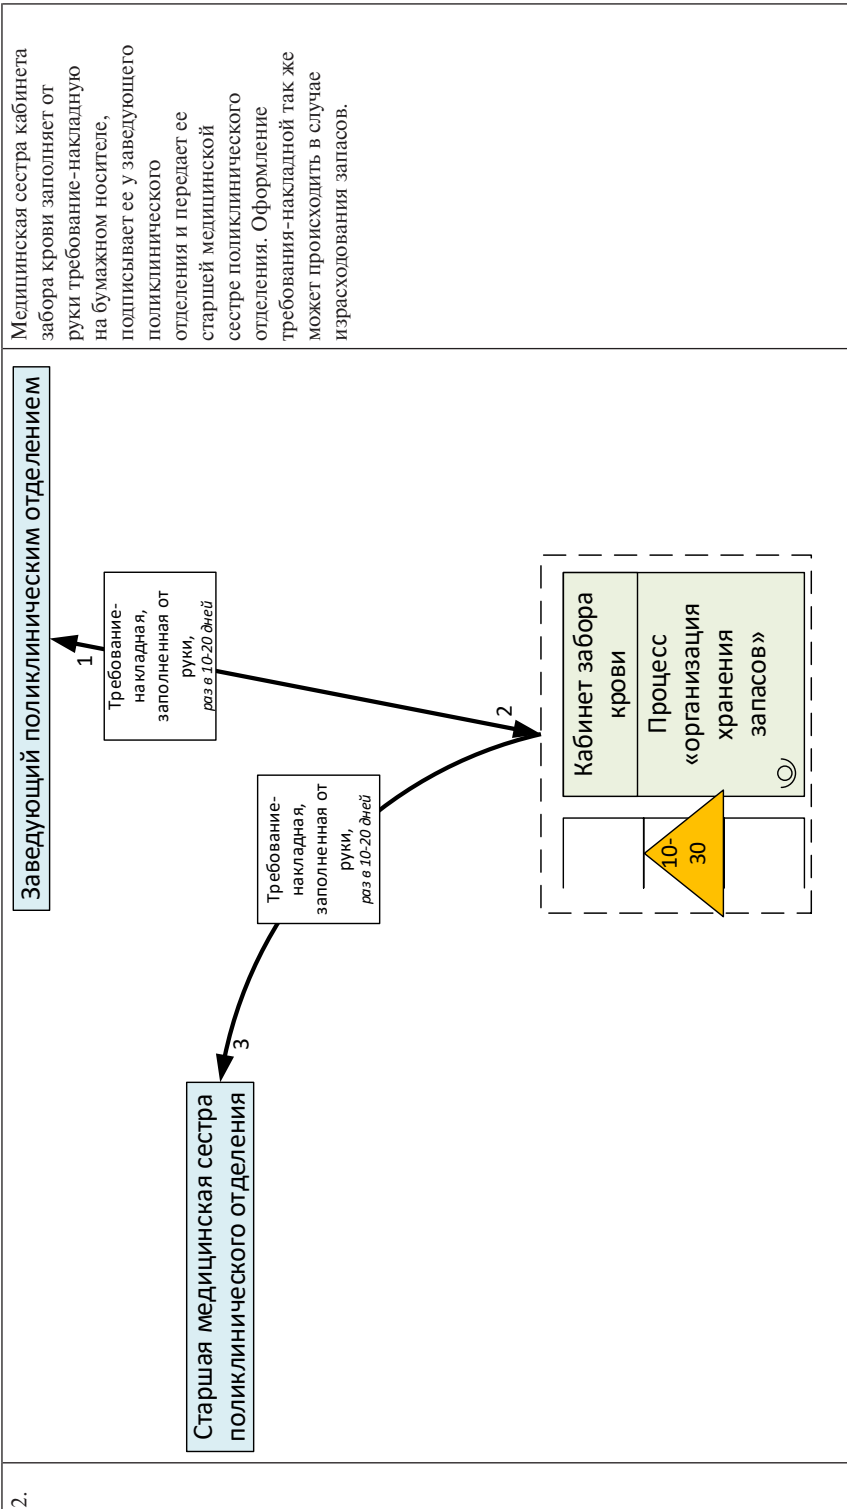 2.
Старшая медицинская сестра
поликлинического отделения
3
Требование-
накладная,
заполненная от
руки,
раз в 10-20 дней
Заведующий поликлиническим отделением
1
Требование-
накладная,
заполненная от
руки,
раз в 10-20 дней
2
10-
30
Кабинет забора
крови
Процесс
«организация
хранения
запасов»
Медицинская сестра кабинета
забора крови заполняет от
руки требование-накладную
на бумажном носителе,
подписывает ее у заведующего
поликлинического
отделения и передает ее
старшей медицинской
сестре поликлинического
отделения. Оформление
требования-накладной так же
может происходить в случае
израсходования запасов.